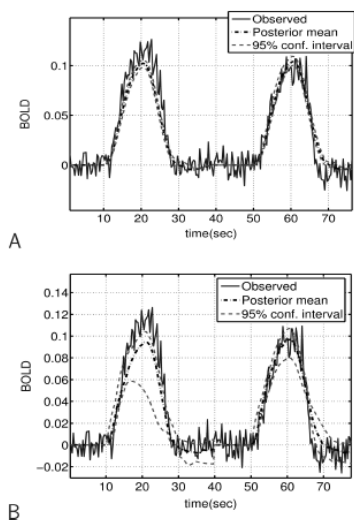 Observed
Posterior mean
95% conf. interval
0.1
0.05
0
BOLD
10 20 30 40 50 60 70
time(sec)
A
Observed
Posterior mean
95% conf. interval
0.14
0.12
0.1
0.08
0.06
0.04
0.02
0
−0.02
BOLD
10 20 30 40 50 60 70
time(sec)
B